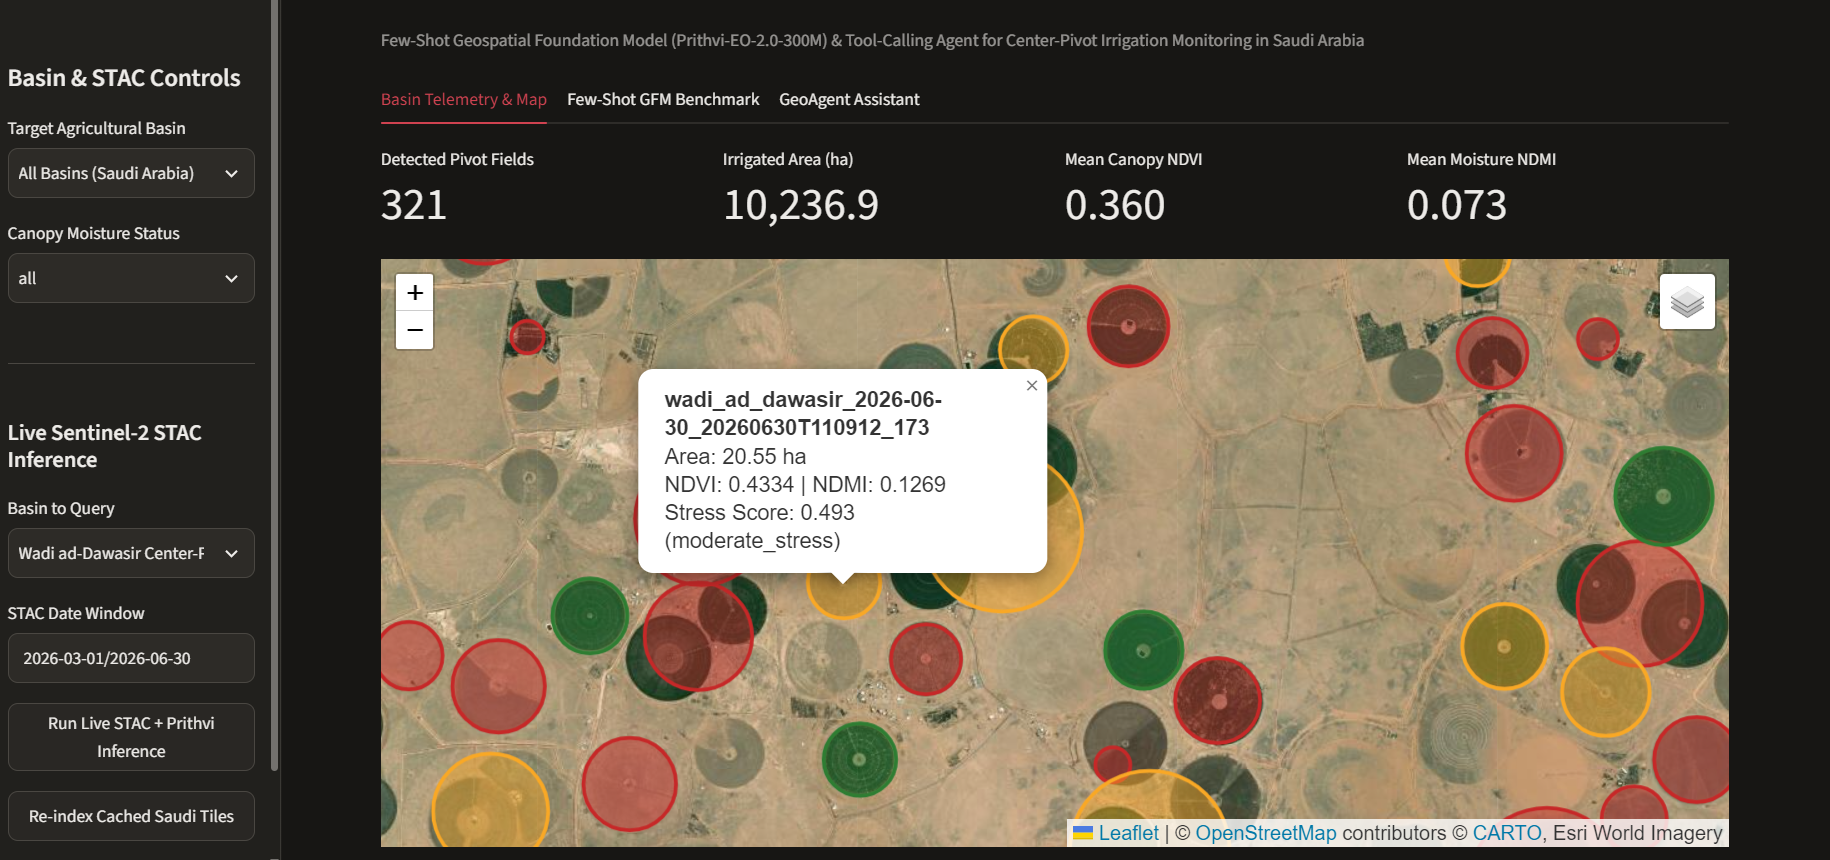 Basin & STAC Controls
Target Agricultural Basin
All Basins (Saudi Arabia)
Canopy Moisture Status
all
Live Sentinel-2 STAC
Inference
Basin to Query
Wadi ad-Dawasir Center-F
STAC Date Window
2026-03-01/2026-06-30
Run Live STAC + Prithvi
Inference
Re-index Cached Saudi Tiles
Few-Shot Geospatial Foundation Model (Prithvi-EO-2.0-300M) & Tool-Calling Agent for Center-Pivot Irrigation Monitoring in Saudi Arabia
Basin Telemetry & Map
Few-Shot GFM Benchmark
GeoAgent Assistant
Detected Pivot Fields
321
Irrigated Area (ha)
10,236.9
Mean Canopy NDVI
0.360
Mean Moisture NDMI
0.073
+
−
×
wadi_ad_dawasir_2026-06-
30_20260630T110912_173
Area: 20.55 ha
NDVI: 0.4334 | NDMI: 0.1269
Stress Score: 0.493
(moderate_stress)
Leaflet | © OpenStreetMap contributors © CARTO, Esri World Imagery